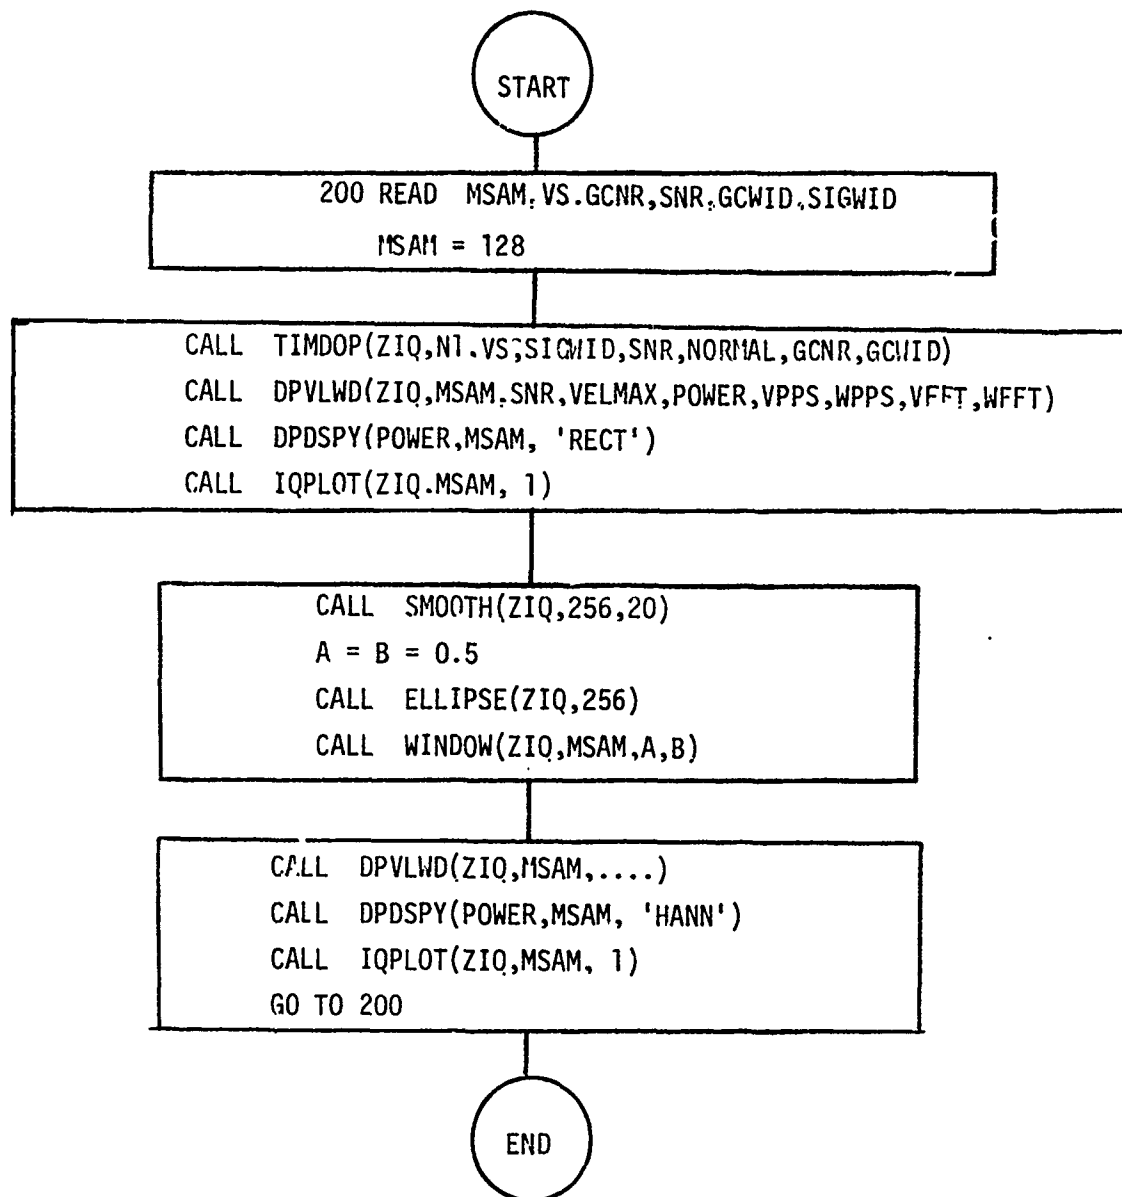 START
200 READ MSAM,VS.GCNR,SNR,GCWID,SIGWID
MSAM = 128
CALL TIMDOP(ZIQ,N1.VS,SIGWID,SNR,NORMAL,GCNR,GCWID)
CALL DPVLWD(ZIQ,MSAM.SNR,VELMAX,POWER,VPPS,WPPS,VFFT,WFFT)
CALL DPDSPY(POWER,MSAM, 'RECT')
CALL IQPLOT(ZIQ.MSAM, 1)
CALL SMOOTH(ZIQ,256,20)
A = B = 0.5
CALL ELLIPSE(ZIQ,256)
CALL WINDOW(ZIQ,MSAM,A,B)
CALL DPVLWD(ZIQ,MSAM,....)
CALL DPDSPY(POWER,MSAM, 'HANN')
CALL IQPLOT(ZIQ,MSAM, 1)
GO TO 200
END